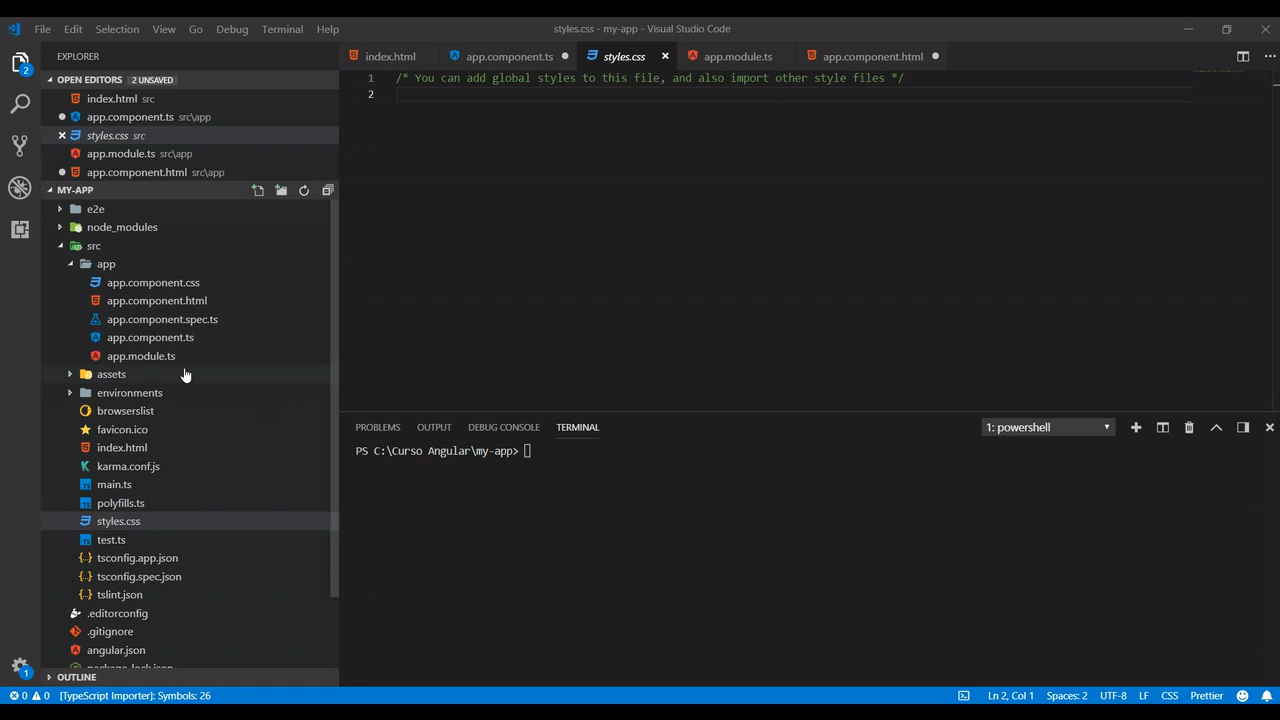 File Edit Selection View Go Debug Terminal Help styles.css - my-app - Visual Studio Code
EXPLORER
index.html app.component.ts styles.css app.module.ts app.component.html
OPEN EDITORS 2 UNSAVED
index.html src
app.component.ts src\app
styles.css src
app.module.ts src\app
app.component.html src\app
MY-APP
e2e
node_modules
src
app
app.component.css
app.component.html
app.component.spec.ts
app.component.ts
app.module.ts
assets
environments
browserslist
favicon.ico
index.html
karma.conf.js
main.ts
polyfills.ts
styles.css
test.ts
tsconfig.app.json
tsconfig.spec.json
tslint.json
.editorconfig
.gitignore
angular.json
package-lock.json
OUTLINE
2
1
1 /* You can add global styles to this file, and also import other style files */
2
PROBLEMS OUTPUT DEBUG CONSOLE TERMINAL 1: powershell
PS C:\Curso Angular\my-app>
0 0 [TypeScript Importer]: Symbols: 26 Ln 2, Col 1 Spaces: 2 UTF-8 LF CSS Prettier